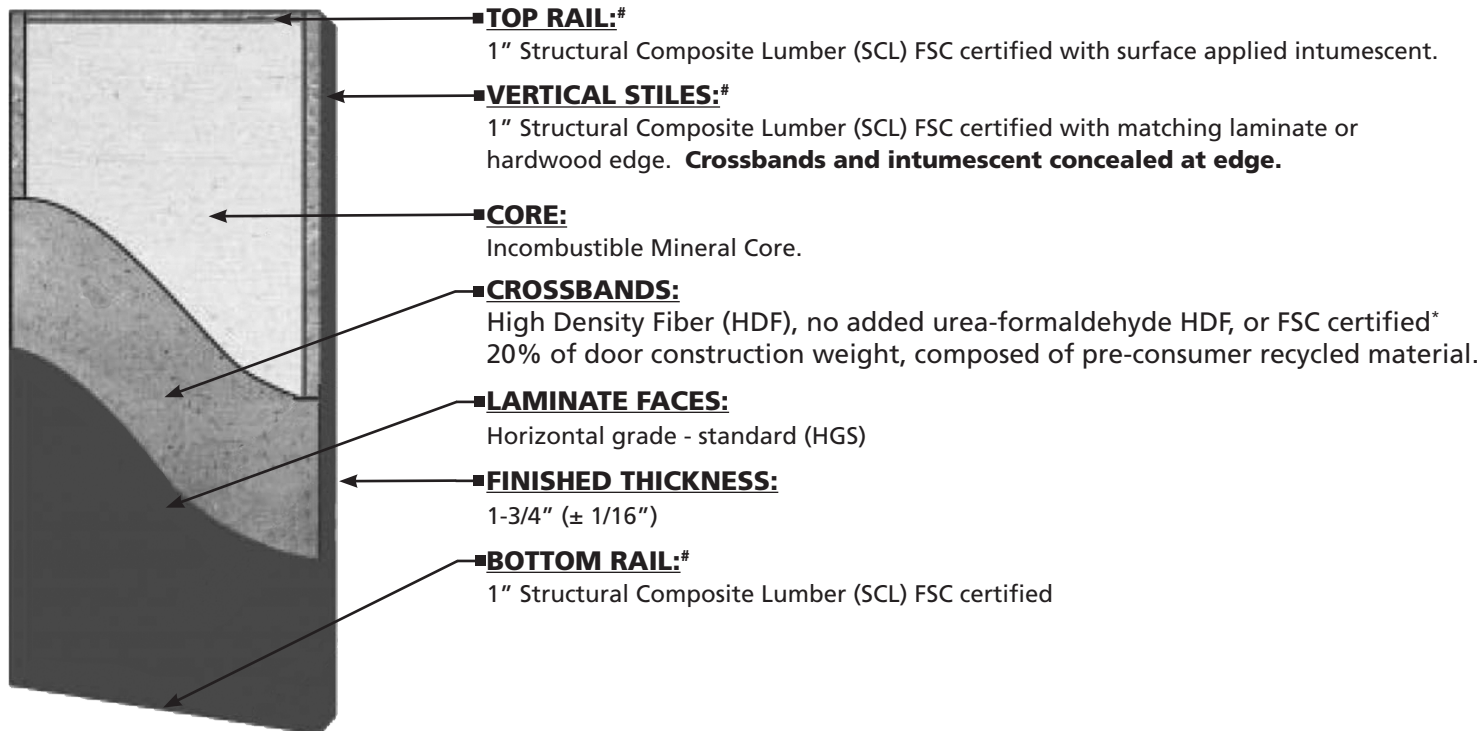 TOP RAIL:#
1” Structural Composite Lumber (SCL) FSC certified with surface applied intumescent.
VERTICAL STILES:#
1” Structural Composite Lumber (SCL) FSC certified with matching laminate or
hardwood edge. Crossbands and intumescent concealed at edge.
CORE:
Incombustible Mineral Core.
CROSSBANDS:
High Density Fiber (HDF), no added urea-formaldehyde HDF, or FSC certified*
20% of door construction weight, composed of pre-consumer recycled material.
LAMINATE FACES:
Horizontal grade - standard (HGS)
FINISHED THICKNESS:
1-3/4” (± 1/16”)
BOTTOM RAIL:#
1” Structural Composite Lumber (SCL) FSC certified